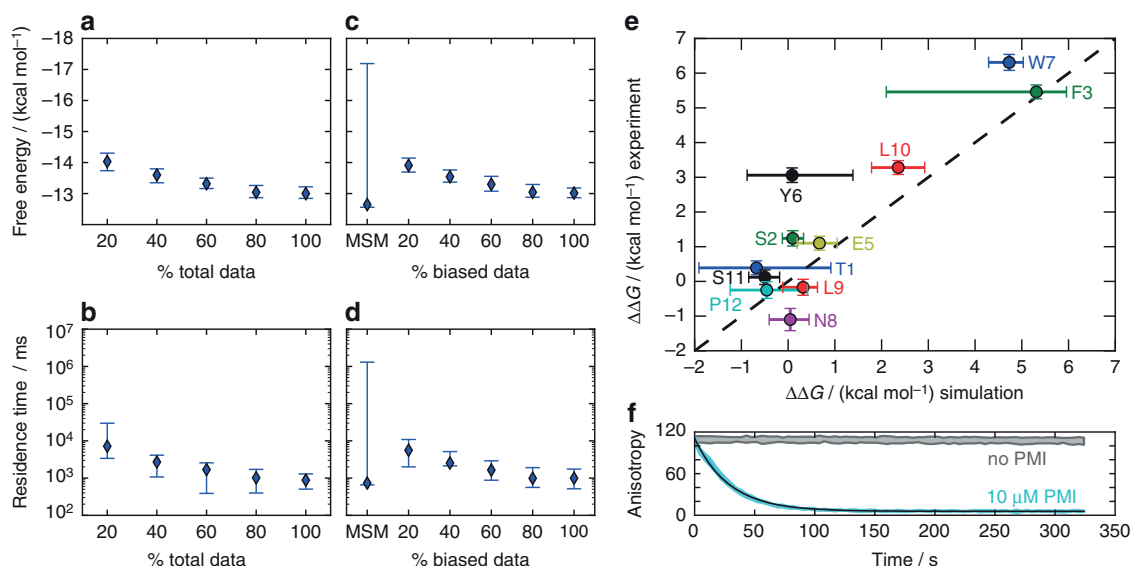 a
Free energy / (kcal mol⁻¹)
−18
−17
−16
−15
−14
−13
20 40 60 80 100
% total data
c
MSM 20 40 60 80 100
% biased data
b
Residence time / ms
10⁷
10⁶
10⁵
10⁴
10³
10²
20 40 60 80 100
% total data
d
MSM 20 40 60 80 100
% biased data
e
ΔΔG / (kcal mol⁻¹) experiment
7
6
5
4
3
2
1
0
−1
−2
W7
F3
L10
Y6
S2
E5
T1
S11
L9
P12
N8
−2 −1 0 1 2 3 4 5 6 7
ΔΔG / (kcal mol⁻¹) simulation
f
Anisotropy
120
60
0
no PMI
10 μM PMI
0 50 100 150 200 250 300 350
Time / s